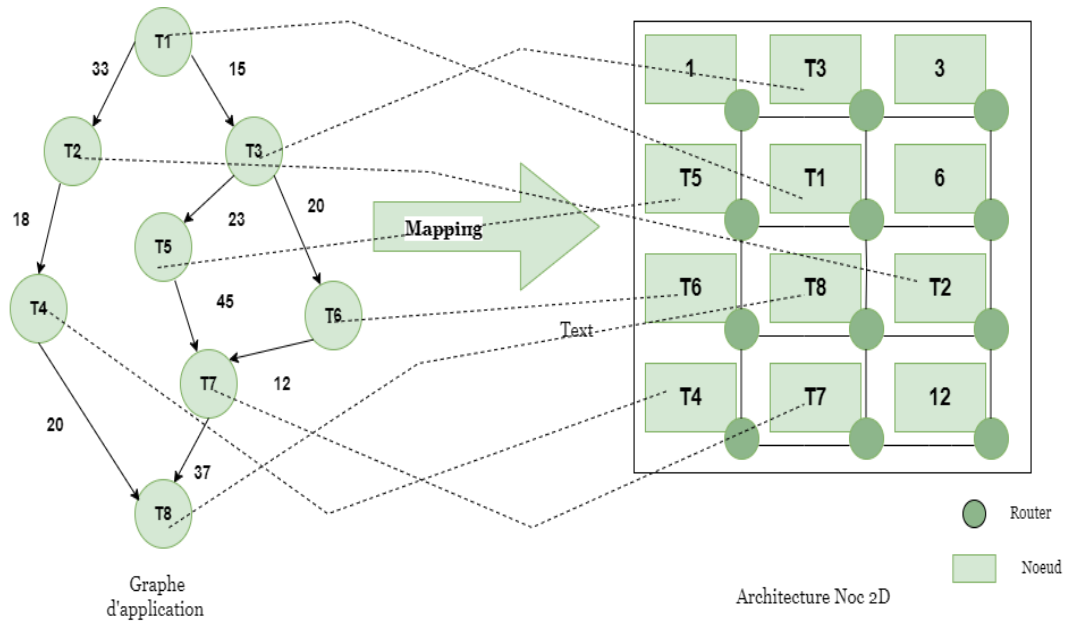 T1
33
15
T2
T3
18
23
20
T5
T4
45
T6
T7
12
20
37
T8
Graphe
d'application
Mapping
Text
1
T3
3
T5
T1
6
T6
T8
T2
T4
T7
12
Router
Noeud
Architecture Noc 2D